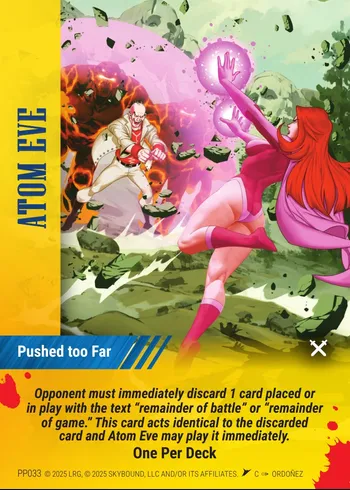 ATOM EVE
Pushed too Far
Opponent must immediately discard 1 card placed or
in play with the text “remainder of battle” or “remainder
of game.” This card acts identical to the discarded
card and Atom Eve may play it immediately.
One Per Deck
PP033 © 2025 LRG, © 2025 SKYBOUND, LLC AND/OR ITS AFFILIATES. C ORDOÑEZ